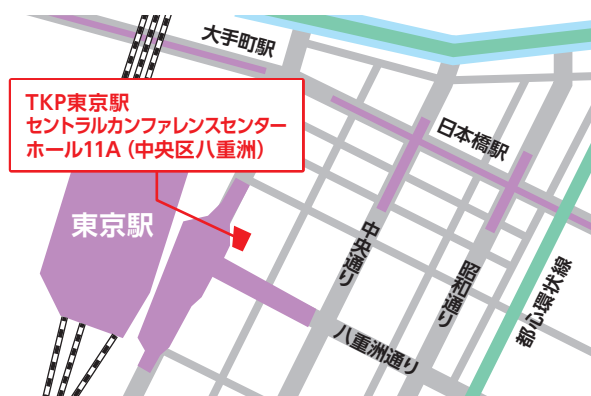 大手町駅
TKP東京駅
セントラルカンファレンスセンター
ホール11A（中央区八重洲）
日本橋駅
東京駅
中央通り
昭和通り
都心環状線
八重洲通り